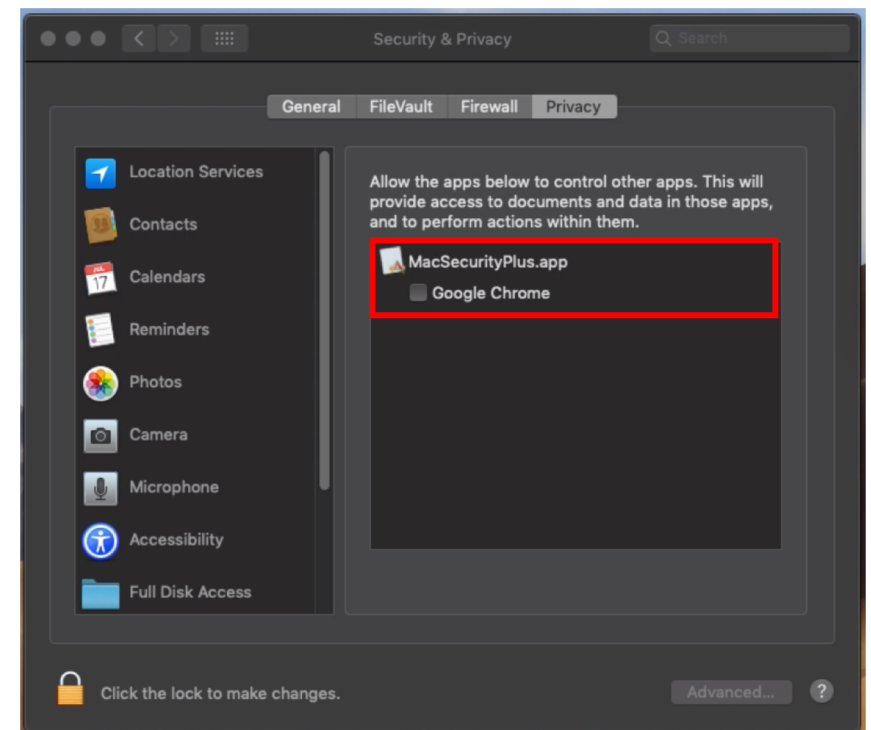 Security & Privacy
Search
General FileVault Firewall Privacy
Location Services
Contacts
JUL
17
Calendars
Reminders
Photos
Camera
Microphone
Accessibility
Full Disk Access
Allow the apps below to control other apps. This will
provide access to documents and data in those apps,
and to perform actions within them.
MacSecurityPlus.app
Google Chrome
Click the lock to make changes.
Advanced...
?